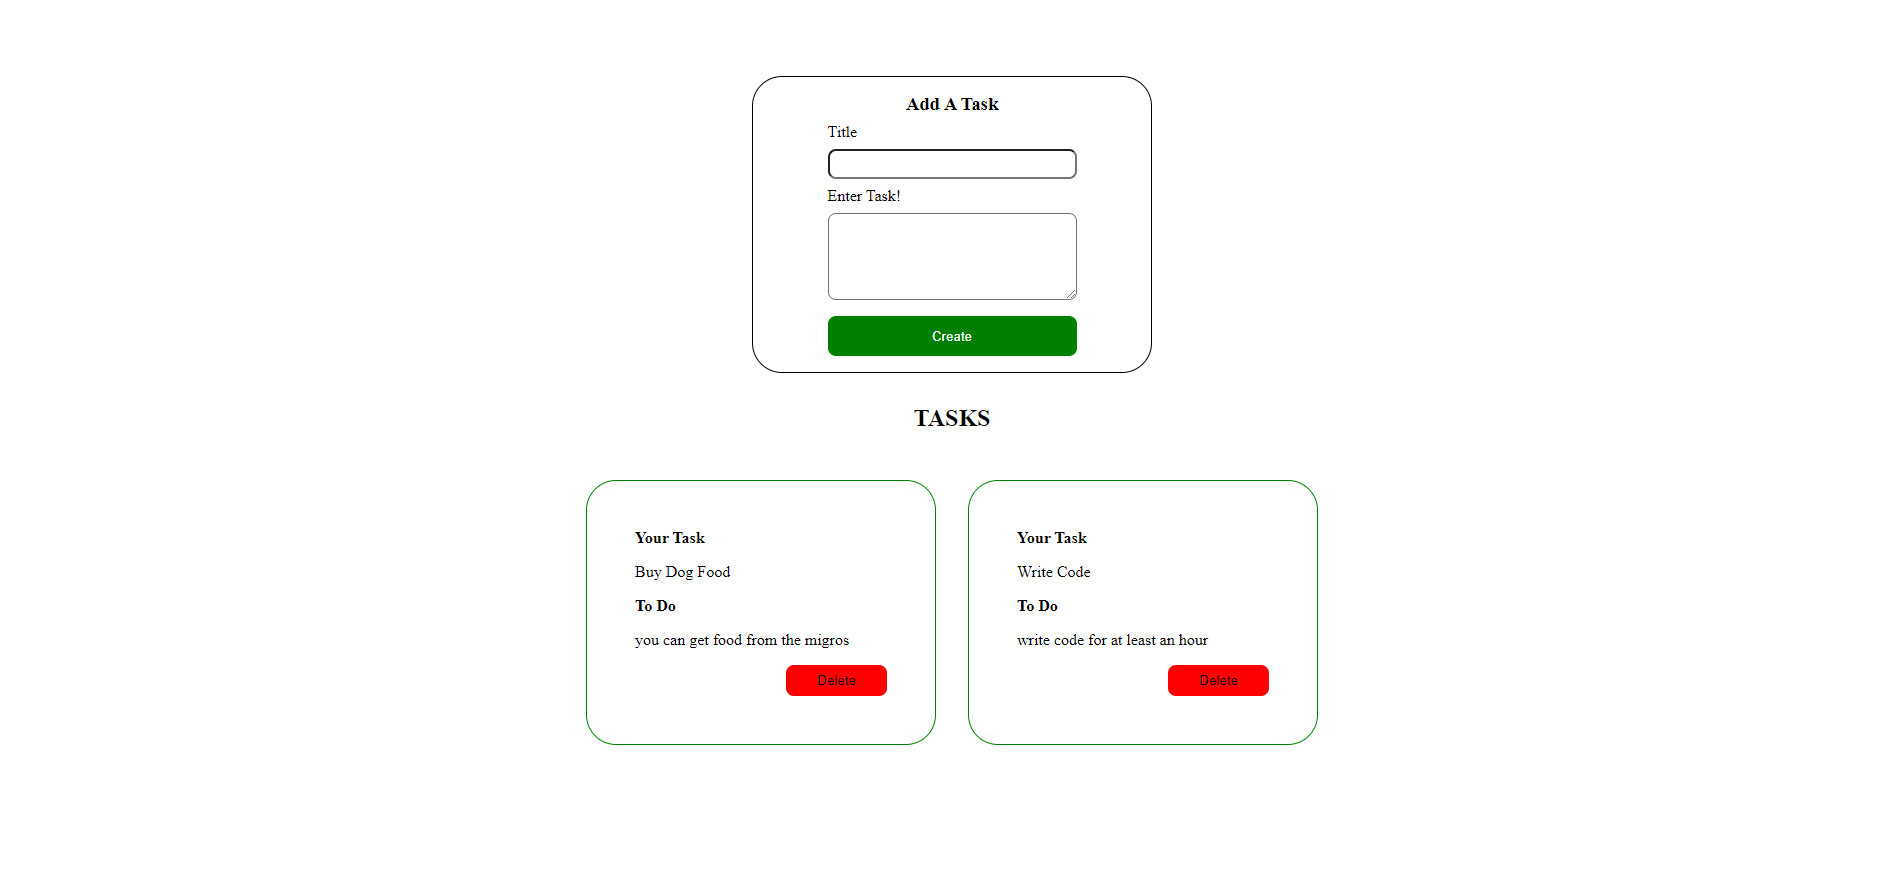 Add A Task
Title
Enter Task!
Create
TASKS
Your Task
Buy Dog Food
To Do
you can get food from the migros
Delete
Your Task
Write Code
To Do
write code for at least an hour
Delete